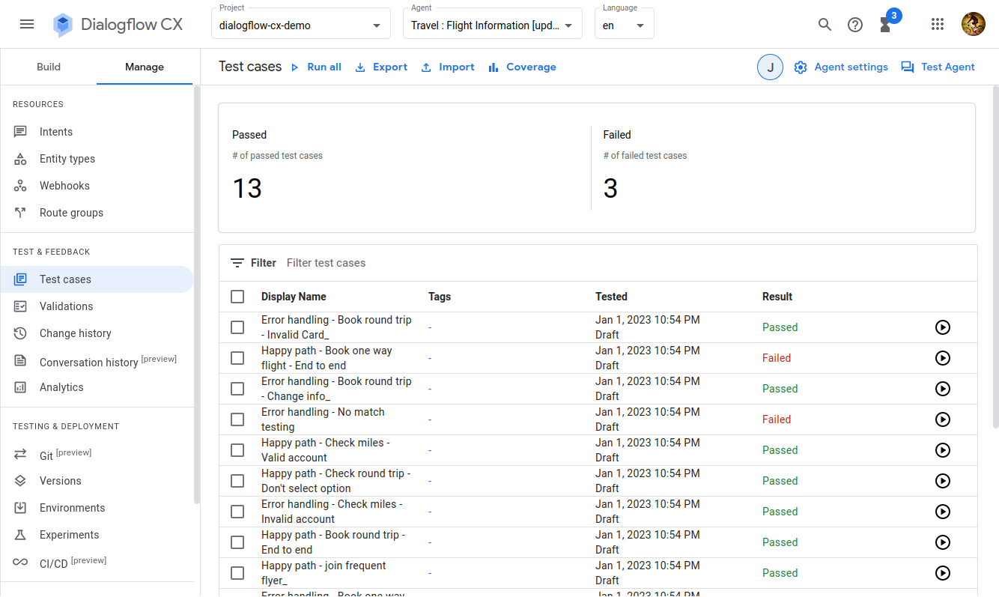 Dialogflow CX
Project
dialogflow-cx-demo
Agent
Travel : Flight Information [upd...
Language
en
3
Build
Manage
Test cases
Run all
Export
Import
Coverage
J
Agent settings
Test Agent
RESOURCES
Intents
Entity types
Webhooks
Route groups
TEST & FEEDBACK
Test cases
Validations
Change history
Conversation history [preview]
Analytics
TESTING & DEPLOYMENT
Git [preview]
Versions
Environments
Experiments
CI/CD [preview]
Passed
# of passed test cases
13
Failed
# of failed test cases
3
Filter Filter test cases
Display Name Tags Tested Result
Error handling - Book round trip
- Invalid Card_
-
Jan 1, 2023 10:54 PM
Draft
Passed
Happy path - Book one way
flight - End to end
-
Jan 1, 2023 10:54 PM
Draft
Failed
Error handling - Book round trip
- Change info_
-
Jan 1, 2023 10:54 PM
Draft
Passed
Error handling - No match
testing
-
Jan 1, 2023 10:54 PM
Draft
Failed
Happy path - Check miles -
Valid account
-
Jan 1, 2023 10:54 PM
Draft
Passed
Happy path - Check round trip -
Don't select option
-
Jan 1, 2023 10:54 PM
Draft
Passed
Error handling - Check miles -
Invalid account
-
Jan 1, 2023 10:54 PM
Draft
Passed
Happy path - Book round trip -
End to end
-
Jan 1, 2023 10:54 PM
Draft
Passed
Happy path - join frequent
flyer_
-
Jan 1, 2023 10:54 PM
Draft
Passed
Error handling - Book one way
Jan 1, 2023 10:54 PM